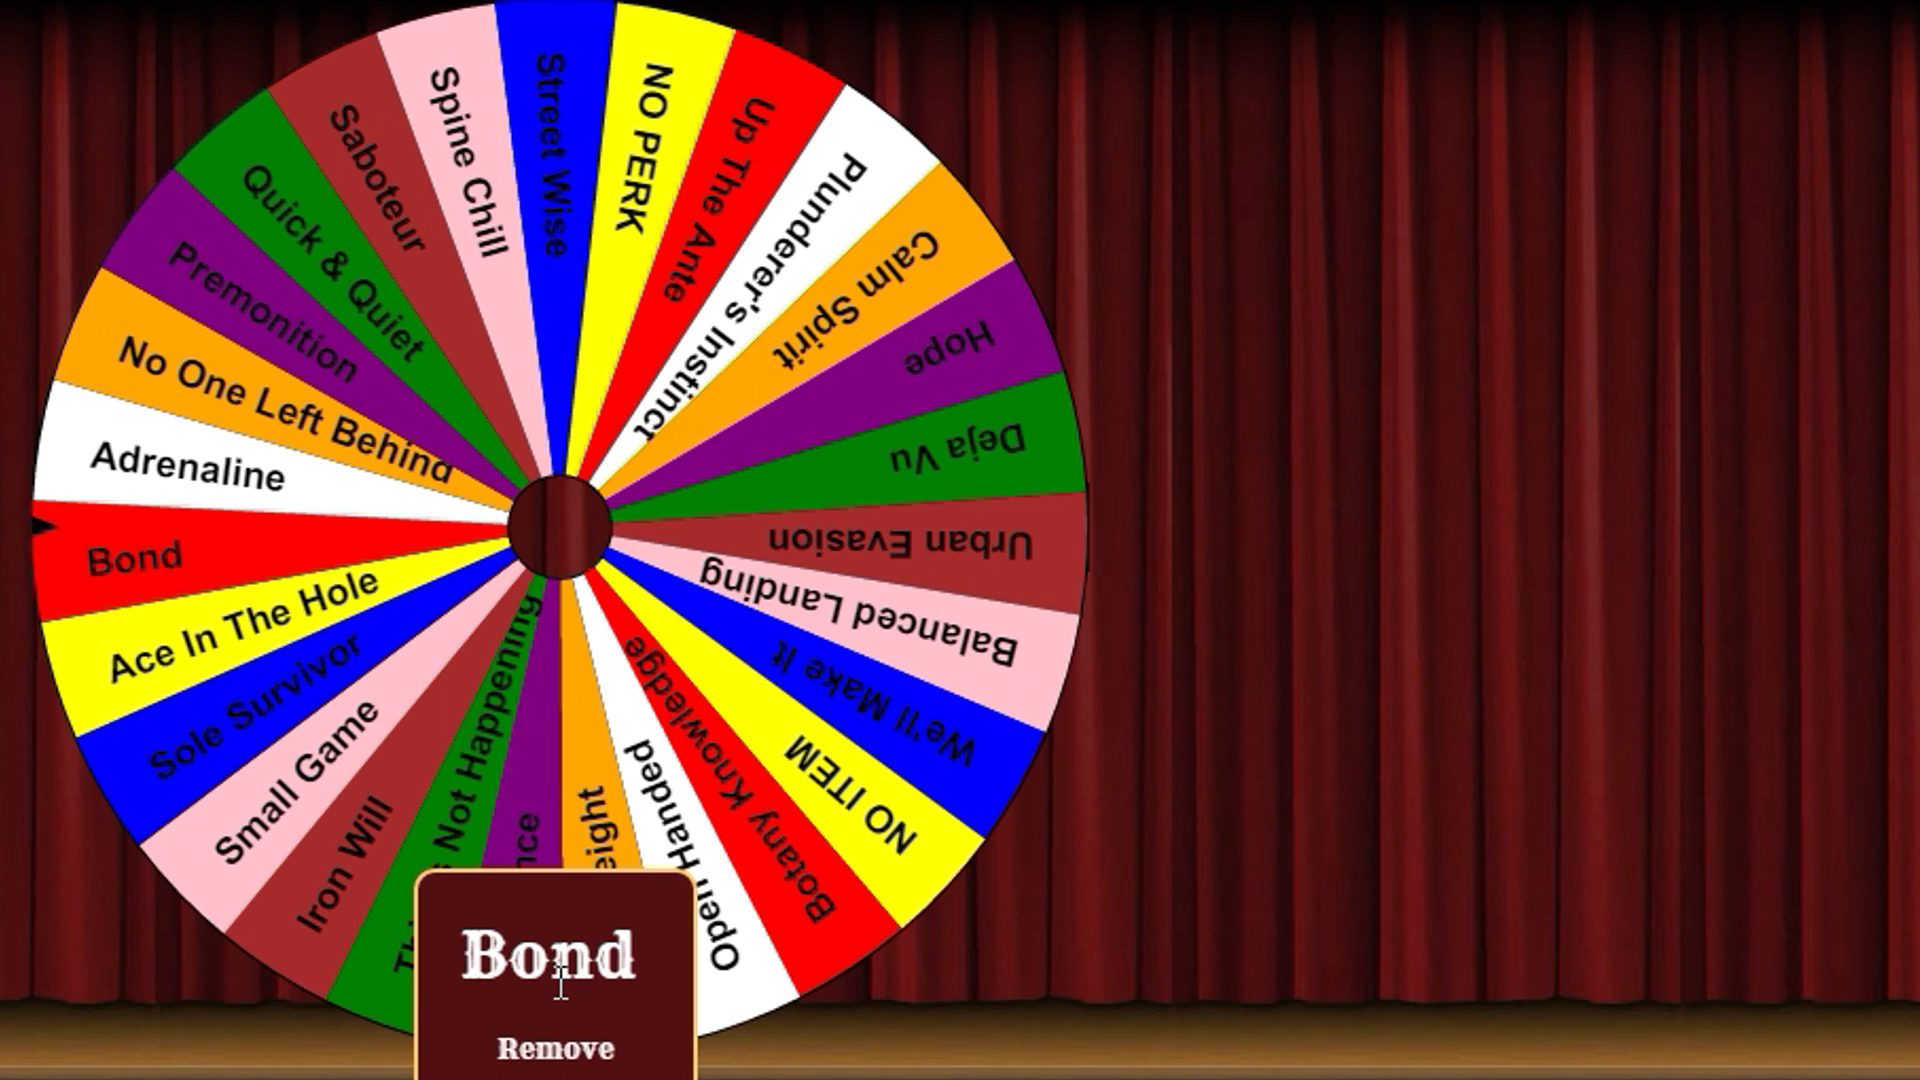 Street Wise
NO PERK
Up The Ante
Plunderer's Instinct
Calm Spirit
Hope
Deja Vu
Urban Evasion
Balanced Landing
We'll Make It
NO ITEM
Botany Knowledge
Open Handed
Not Happening
Iron Will
Small Game
Sole Survivor
Ace In The Hole
Bond
Adrenaline
No One Left Behind
Premonition
Quick & Quiet
Saboteur
Spine Chill
Bond
Remove